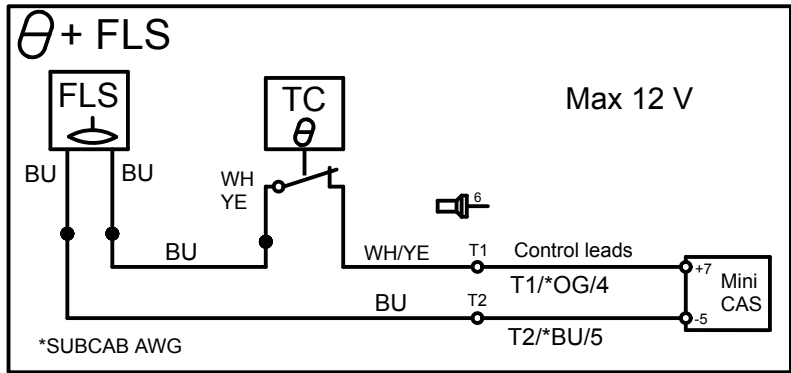 θ + FLS
FLS
TC
θ
Max 12 V
BU
BU
WH
YE
6
BU
WH/YE
T1
Control leads
+7
T1/*OG/4
Mini
CAS
BU
T2
-5
T2/*BU/5
*SUBCAB AWG